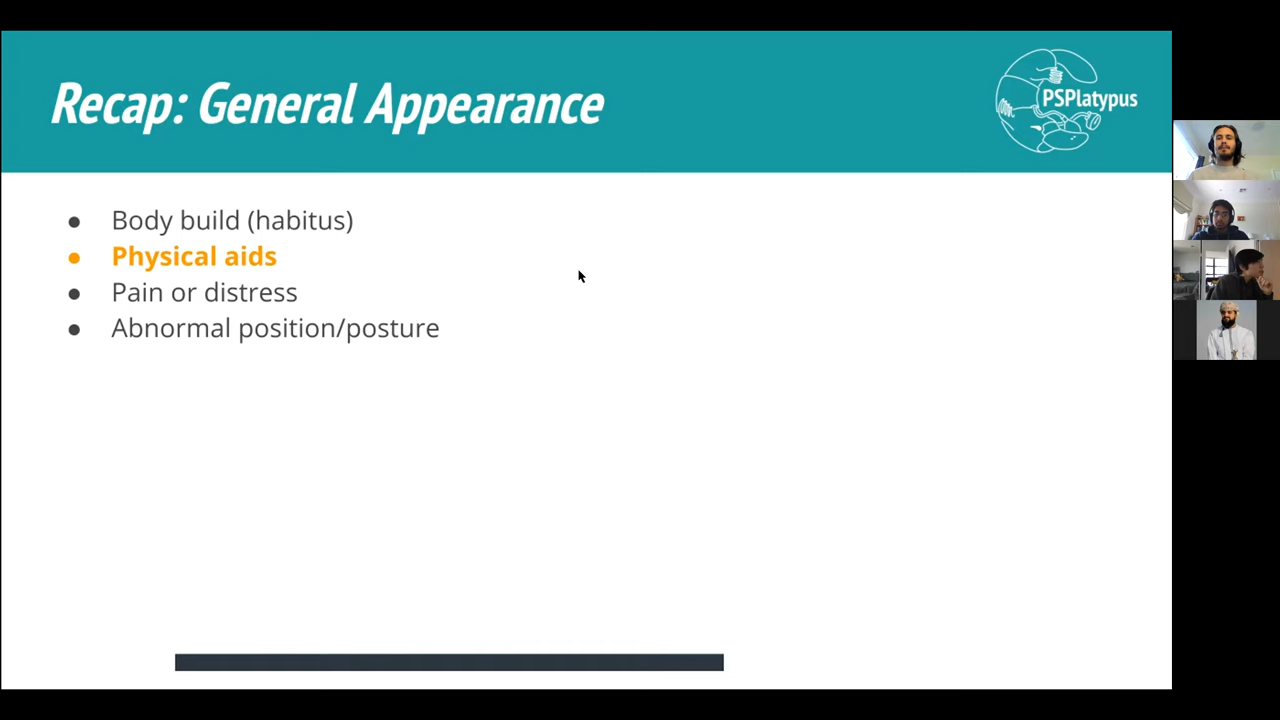 Recap: General Appearance
PSPlatypus
● Body build (habitus)
● Physical aids
● Pain or distress
● Abnormal position/posture